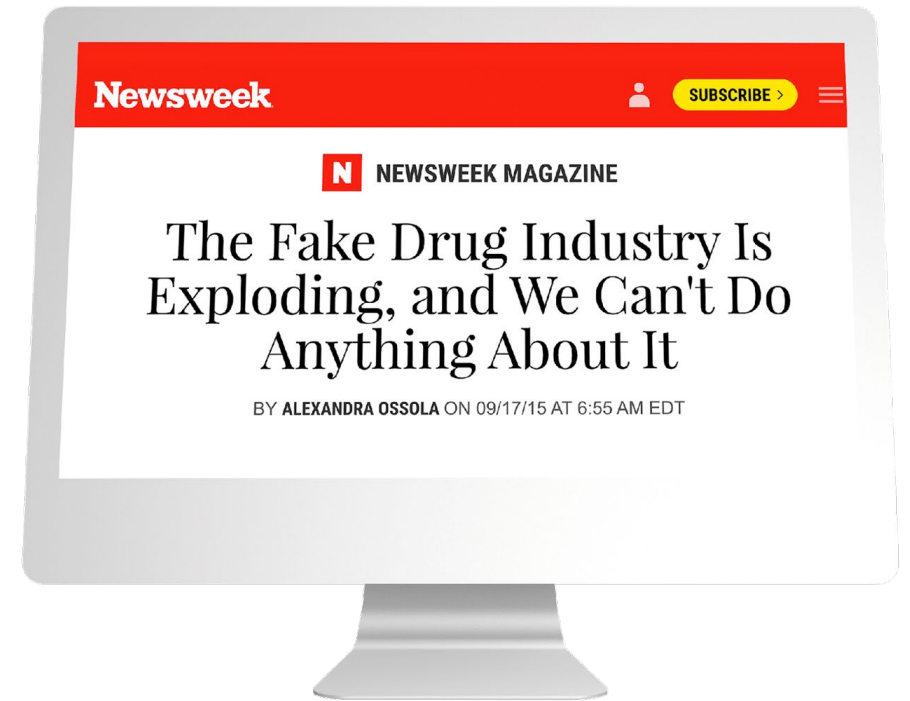 Newsweek
SUBSCRIBE >
N NEWSWEEK MAGAZINE
The Fake Drug Industry Is
Exploding, and We Can't Do
Anything About It
BY ALEXANDRA OSSOLA ON 09/17/15 AT 6:55 AM EDT